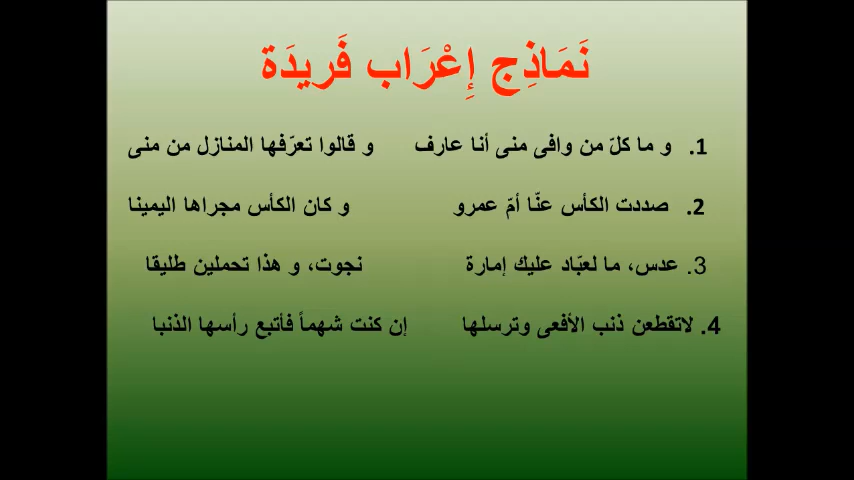 نَمَاذِج إِعْرَاب فَريدَة
1. و ما كلّ من وافى منى أنا عارف و قالوا تعرّفها المنازل من منى
2. صددت الكأس عنّا أمّ عمرو و كان الكأس مجراها اليمينا
3. عدس، ما لعبّاد عليك إمارة نجوت، و هذا تحملين طليقا
4. لاتقطعن ذنب الأفعى وترسلها إن كنت شهماً فأتبع رأسها الذنبا